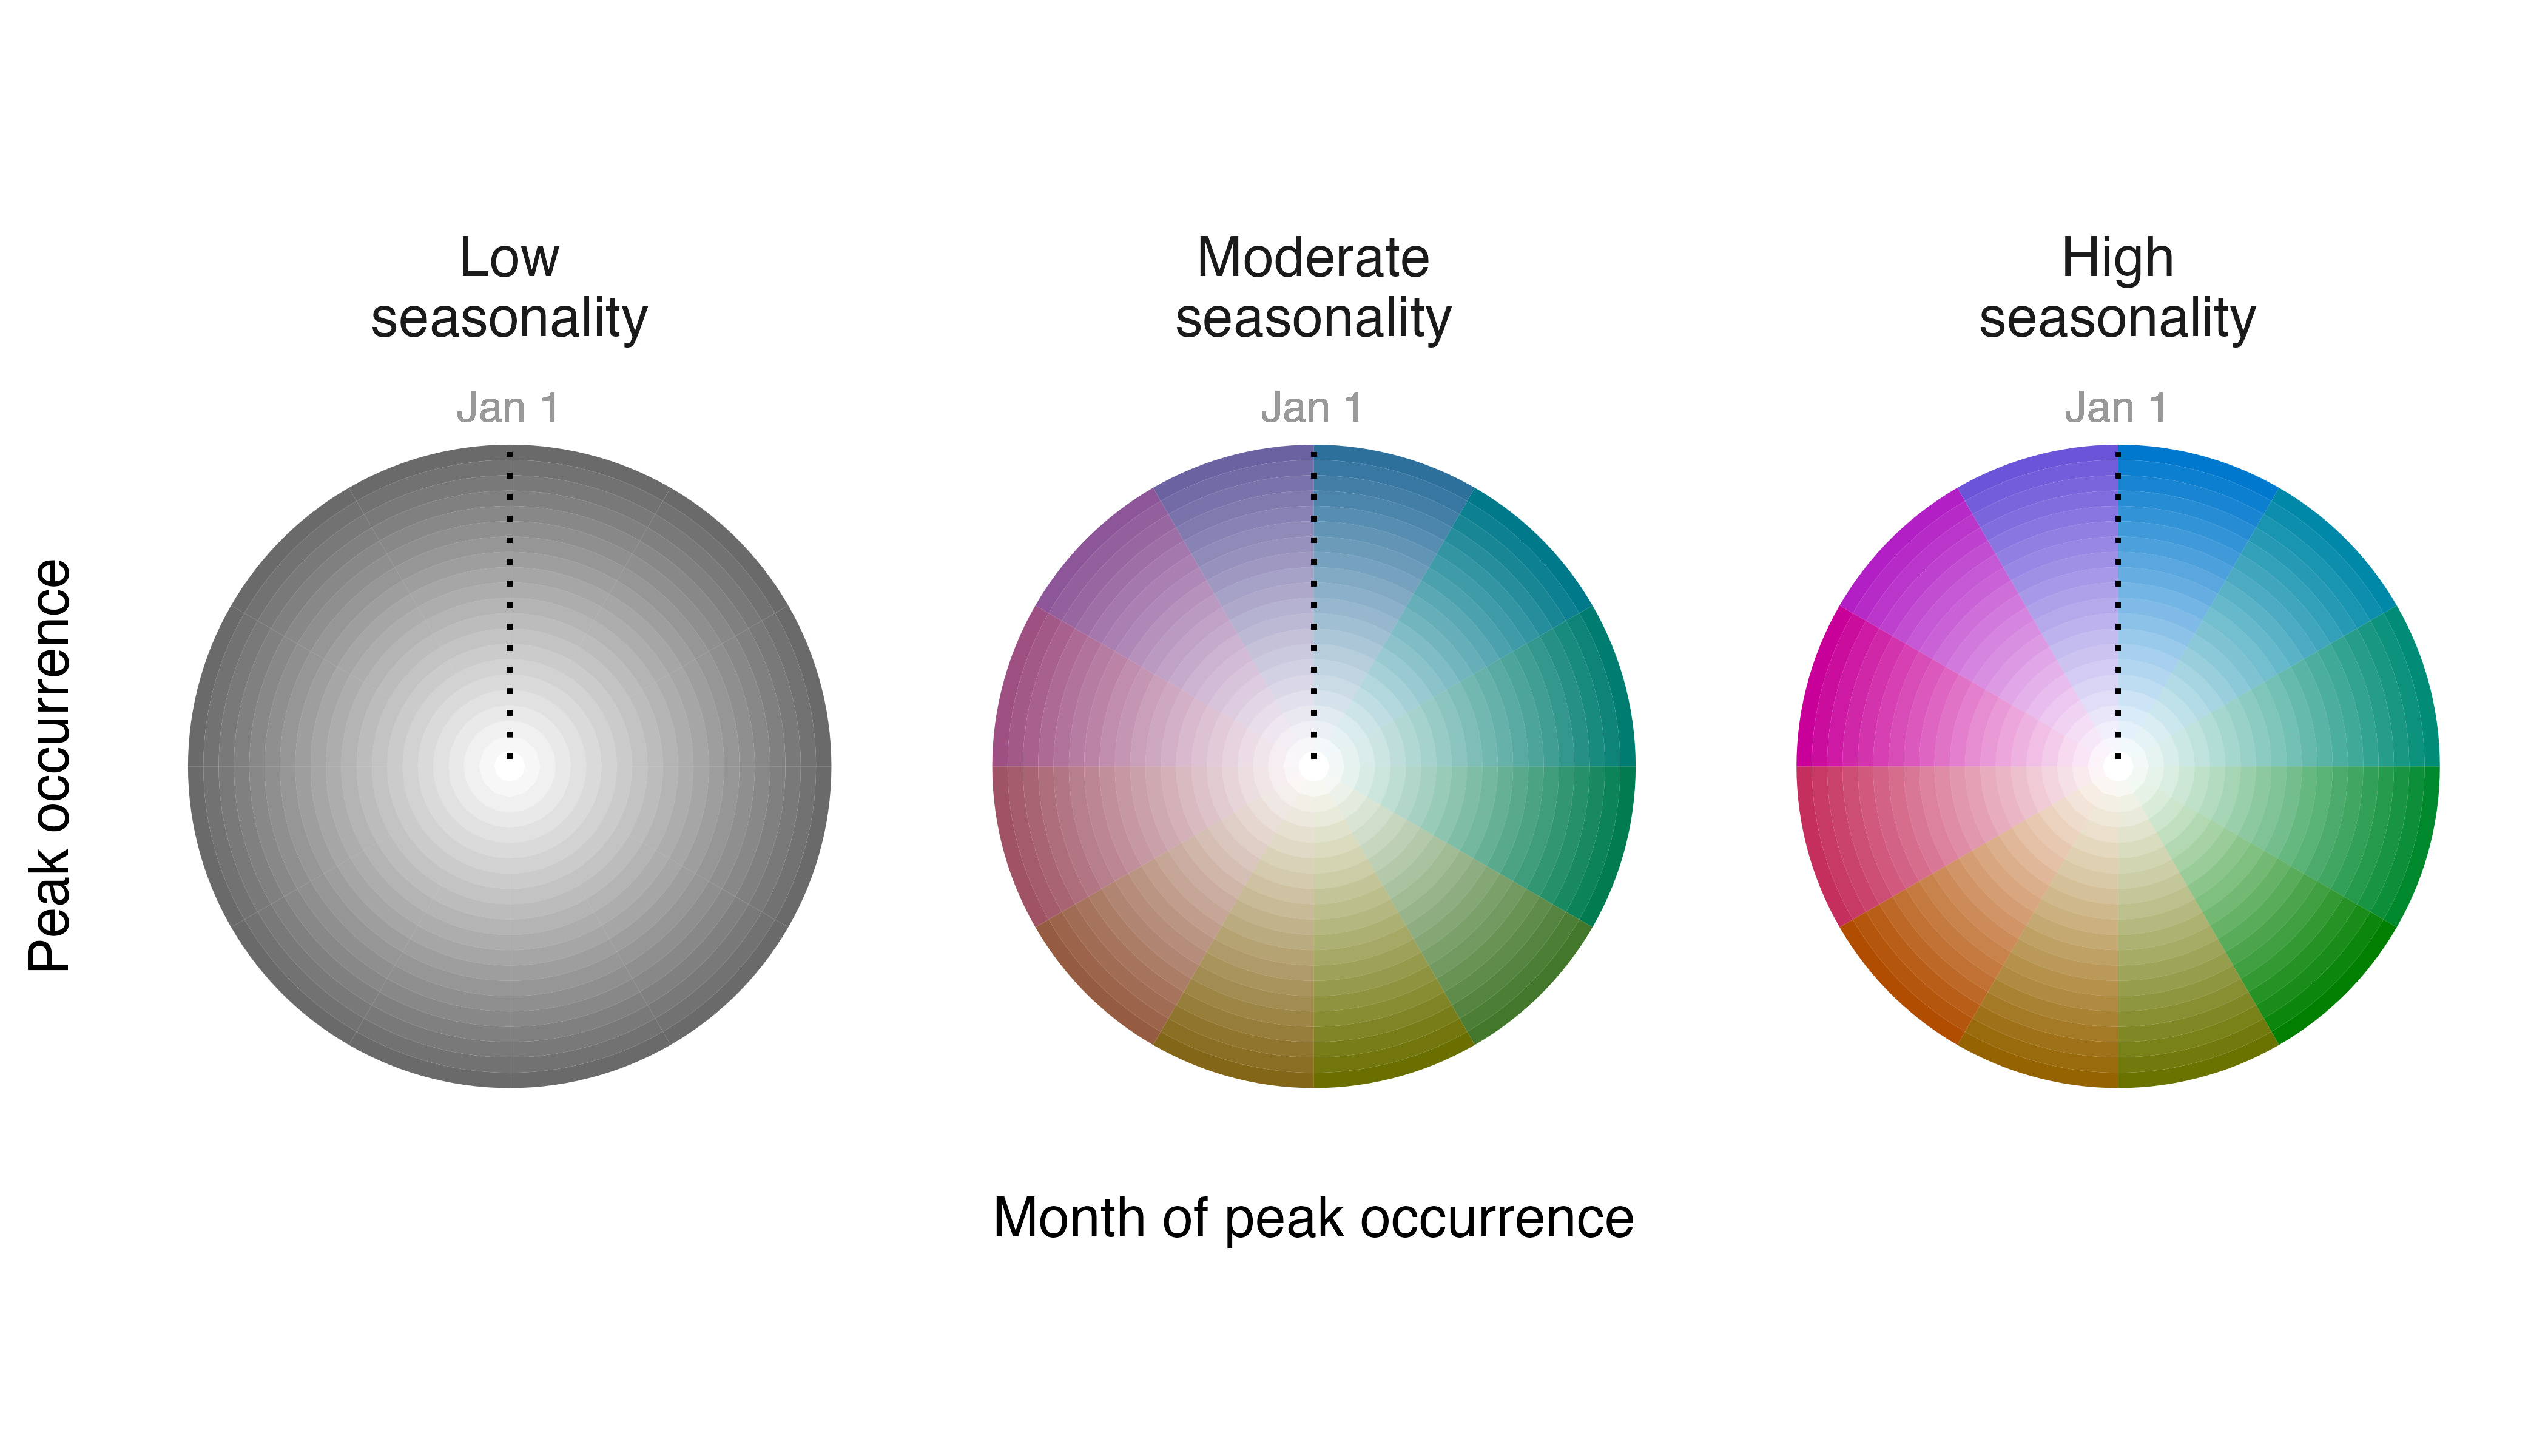 Low
seasonality
Moderate
seasonality
High
seasonality
Jan 1
Jan 1
Jan 1
Peak occurrence
Month of peak occurrence